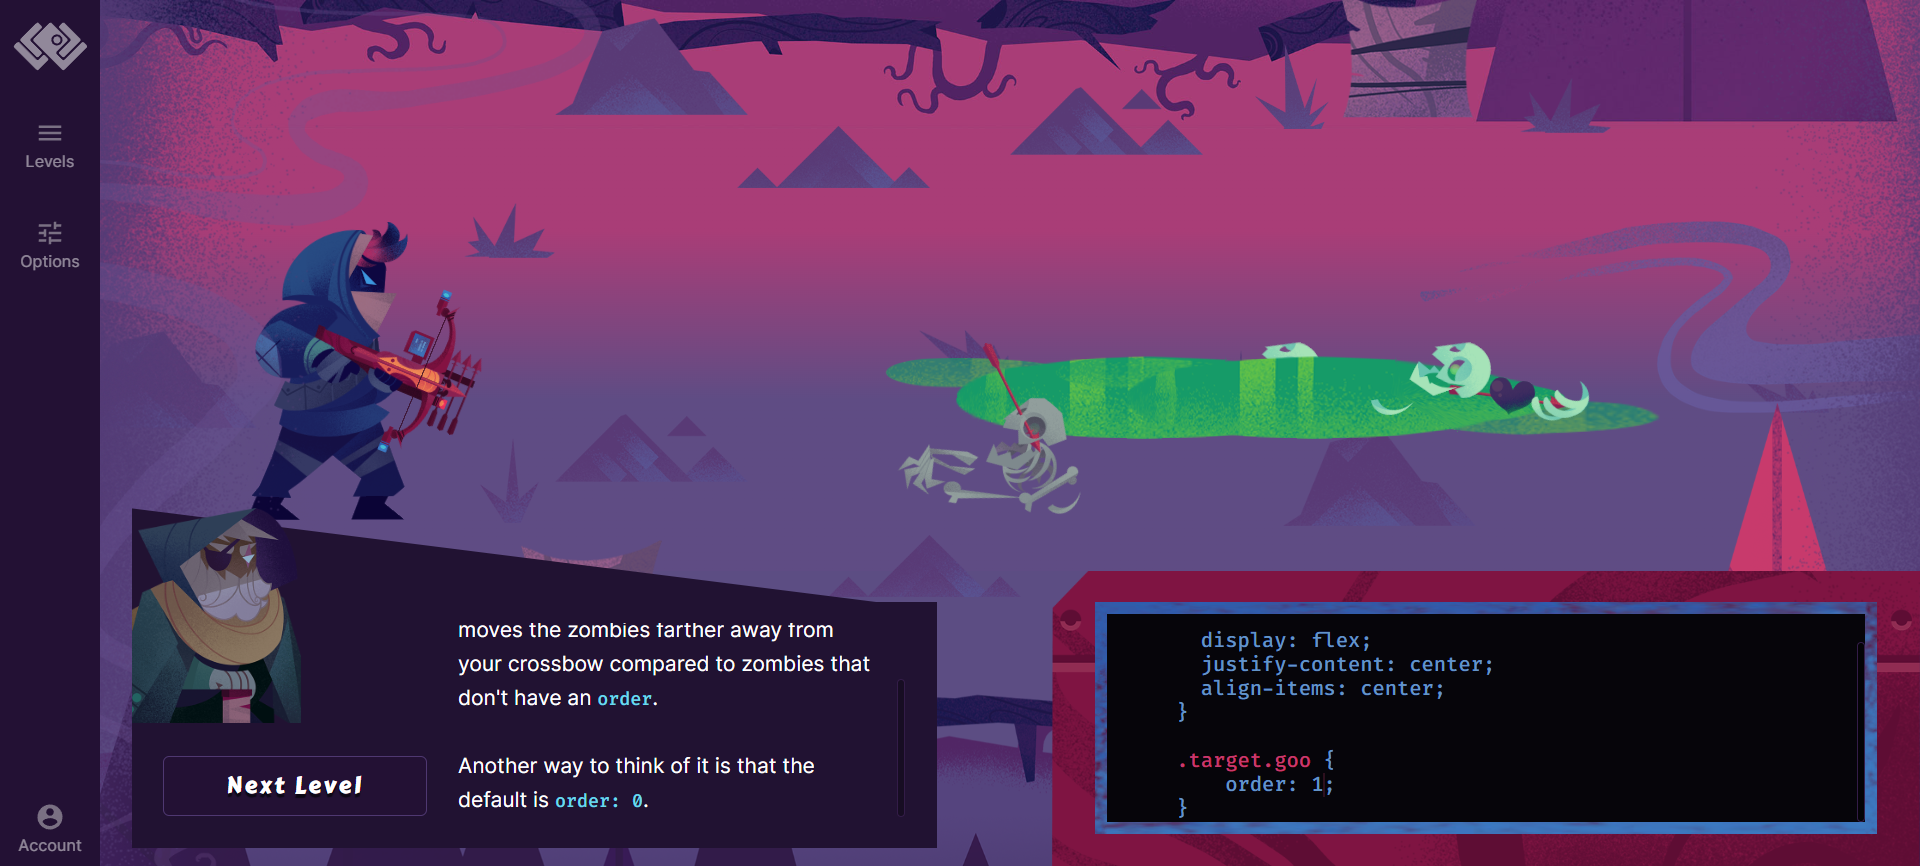 Levels
Options
moves the zombies farther away from
your crossbow compared to zombies that
don't have an order.
Another way to think of it is that the
default is order: 0.
Next Level
Account
display: flex;
justify-content: center;
align-items: center;
}
.target.goo {
order: 1;
}